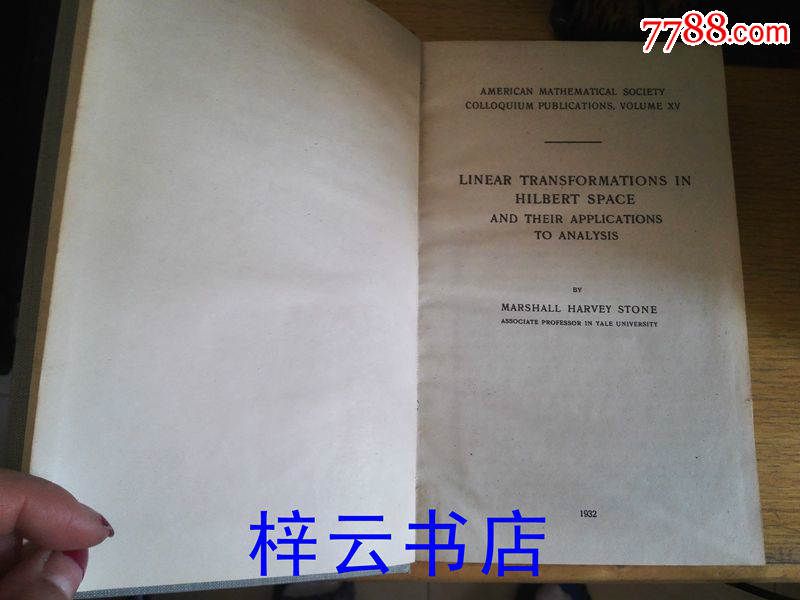 7788.com
AMERICAN MATHEMATICAL SOCIETY
COLLOQUIUM PUBLICATIONS, VOLUME XV
LINEAR TRANSFORMATIONS IN
HILBERT SPACE
AND THEIR APPLICATIONS
TO ANALYSIS
BY
MARSHALL HARVEY STONE
ASSOCIATE PROFESSOR IN YALE UNIVERSITY
1932
梓云书店